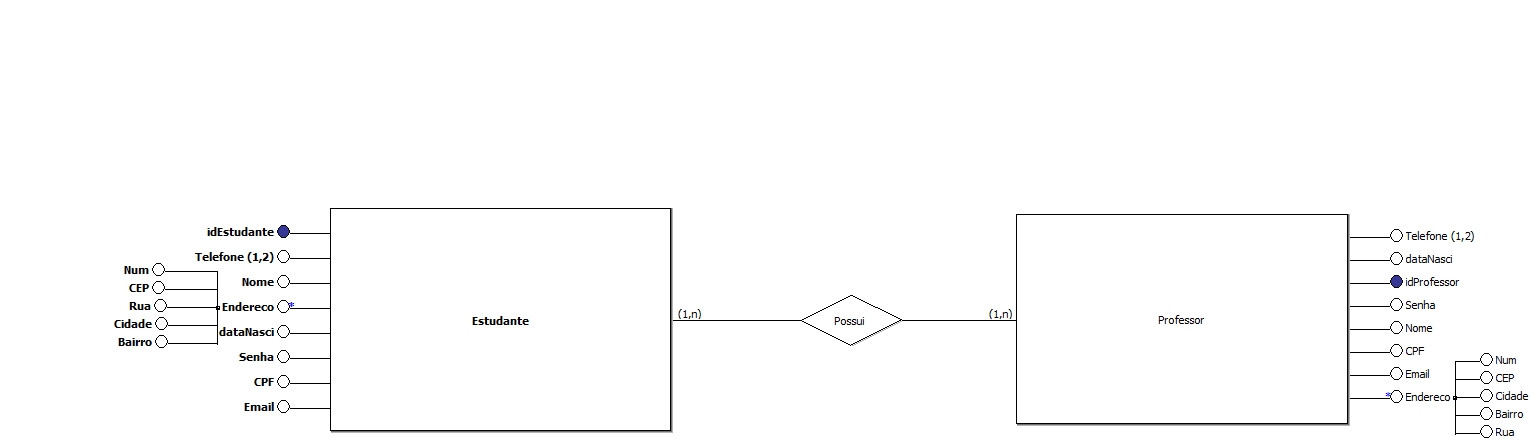 idEstudante
Telefone (1,2)
Nome
Endereco
*
Num
CEP
Rua
Cidade
Bairro
dataNasci
Senha
CPF
Email
Estudante
(1,n)
Possui
(1,n)
Professor
Telefone (1,2)
dataNasci
idProfessor
Senha
Nome
CPF
Email
*
Endereco
Num
CEP
Cidade
Bairro
Rua